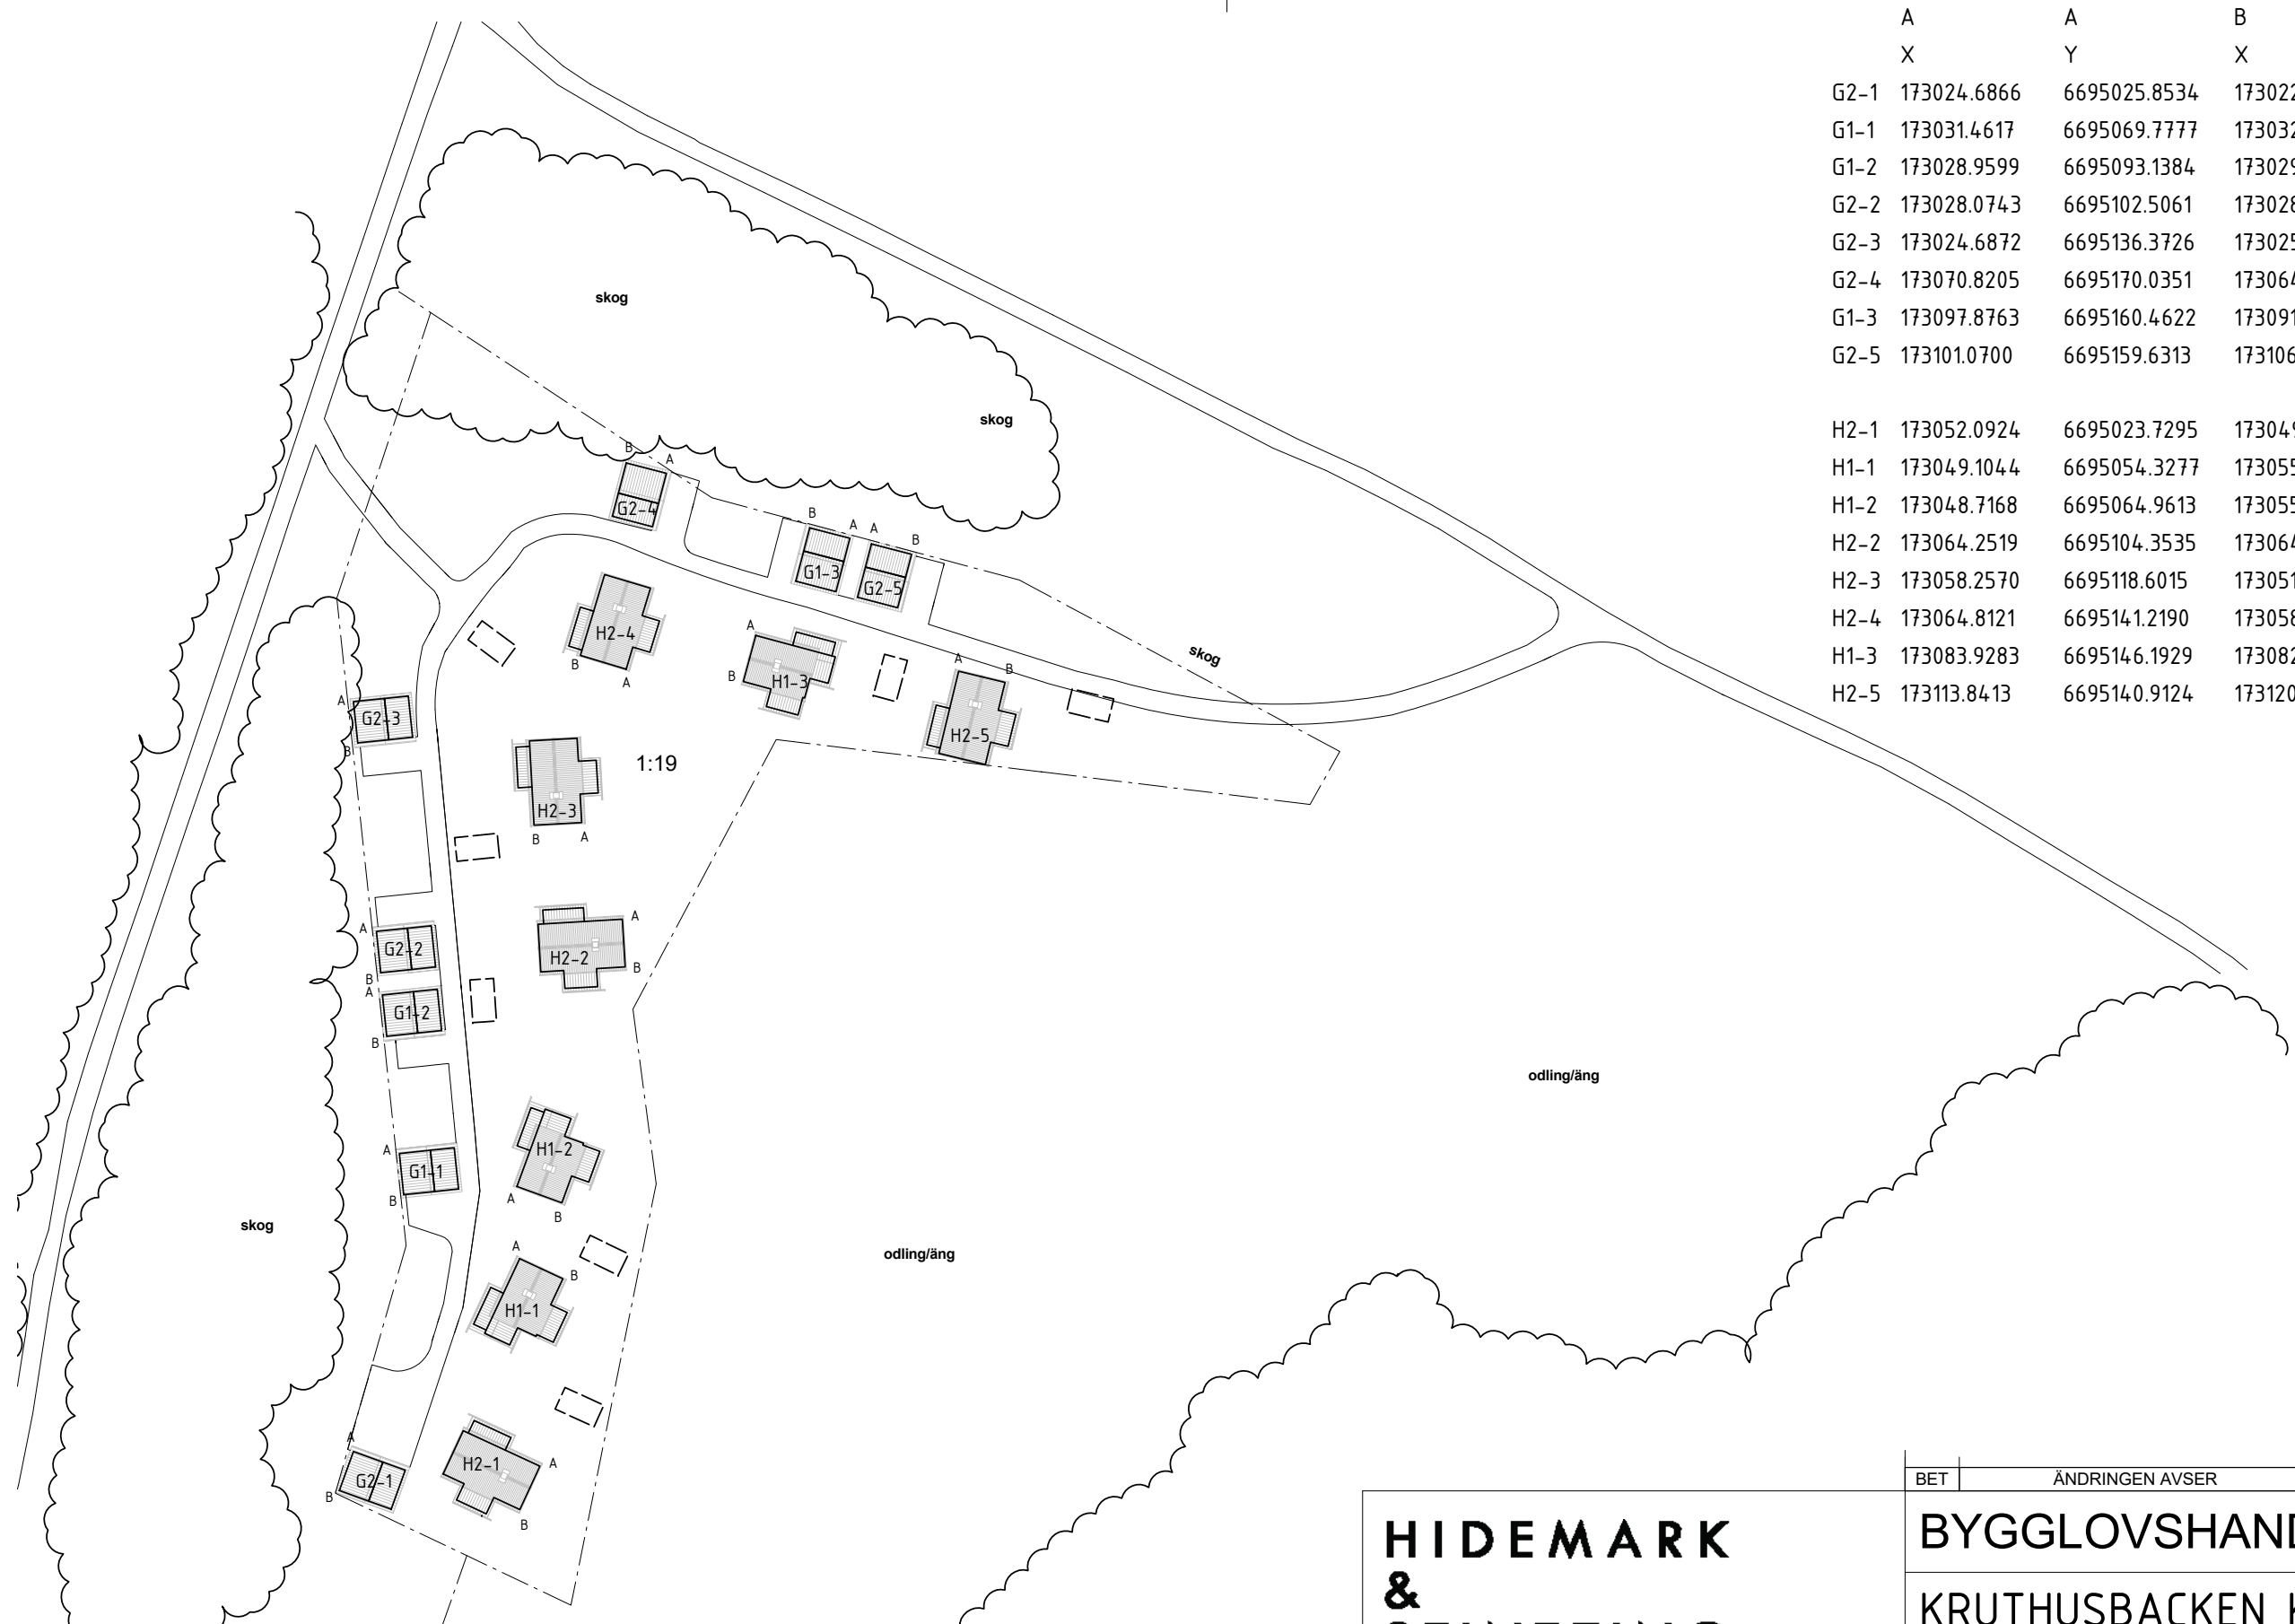 A A B
X Y X
G2-1 173024.6866 6695025.8534
G1-1 173031.4617 6695069.7777
G1-2 173028.9599 6695093.1384
G2-2 173028.0743 6695102.5061
G2-3 173024.6872 6695136.3726
G2-4 173070.8205 6695170.0351
G1-3 173097.8763 6695160.4622
G2-5 173101.0700 6695159.6313
H2-1 173052.0924 6695023.7295
H1-1 173049.1044 6695054.3277
H1-2 173048.7168 6695064.9613
H2-2 173064.2519 6695104.3535
H2-3 173058.2570 6695118.6015
H2-4 173064.8121 6695141.2190
H1-3 173083.9283 6695146.1929
H2-5 173113.8413 6695140.9124
skog
skog
B
A
G2-4
B
A A
B
G1-3
G2-5
H2-4
B
A
A
B
H1-3
skog
A
B
H2-5
A
G2-3
B
1:19
H2-3
B
A
A
G2-2
B
A
H2-2
B
A
G1-2
B
odling/äng
A
G1-1
B
H1-2
A
B
skog
odling/äng
A
B
H1-1
A
G2-1
B
H2-1
A
B
BET ÄNDRINGEN AVSER
HIDEMARK
&
KRUTHUSBACKEN